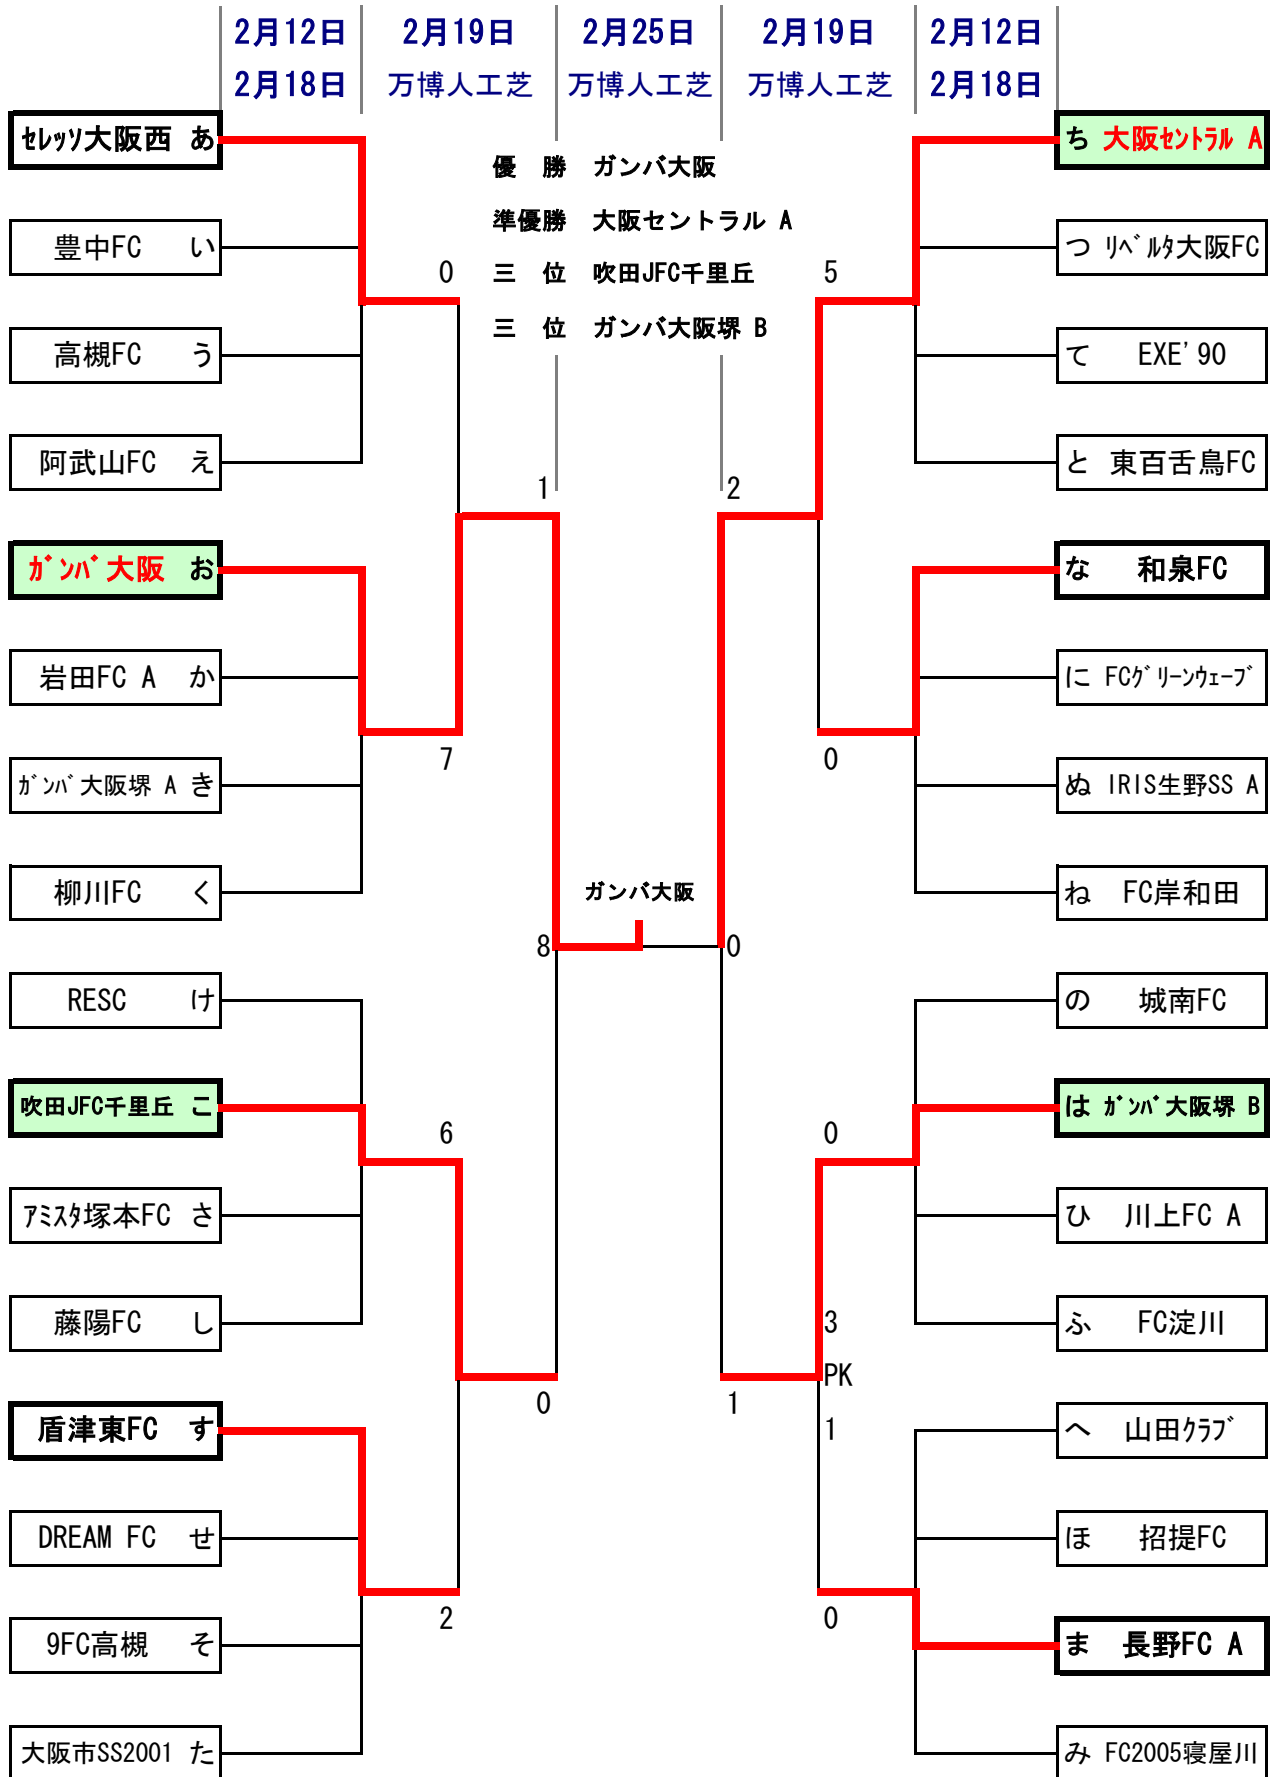 2月12日 2月19日 2月25日 2月19日 2月12日
2月18日 万博人工芝 万博人工芝 万博人工芝 2月18日
ｾﾚｯｿ大阪西 あ
ち 大阪ｾﾝﾄﾗﾙ A
優 勝 ガンバ大阪
準優勝 大阪セントラル A
豊中FC い
つ ﾘﾍﾞﾙﾀ大阪FC
0 三 位 吹田JFC千里丘 5
三 位 ガンバ大阪堺 B
高槻FC う
て EXE'90
阿武山FC え
と 東百舌鳥FC
1 2
ｶﾞﾝﾊﾞ大阪 お
な 和泉FC
岩田FC A か
に FCｸﾞﾘｰﾝｳｪｰﾌﾞ
7 0
ｶﾞﾝﾊﾞ大阪堺 A き
ぬ IRIS生野SS A
柳川FC く
ガンバ大阪
ね FC岸和田
8 0
RESC け
の 城南FC
吹田JFC千里丘 こ
は ｶﾞﾝﾊﾞ大阪堺 B
6 0
ｱﾐｽﾀ塚本FC さ
ひ 川上FC A
藤陽FC し
3
ふ FC淀川
PK
0 1
盾津東FC す
1
へ 山田ｸﾗﾌﾞ
DREAM FC せ
ほ 招提FC
2 0
9FC高槻 そ
ま 長野FC A
大阪市SS2001 た
み FC2005寝屋川